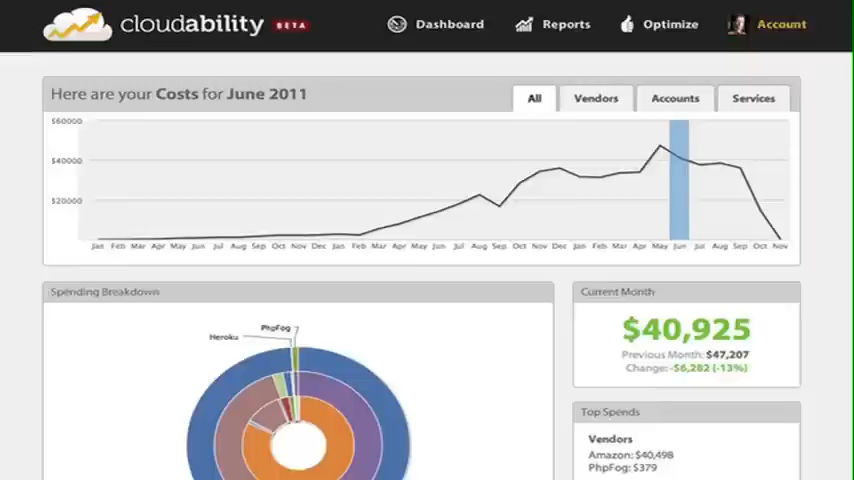 cloudability BETA
Dashboard Reports Optimize Account
Here are your Costs for June 2011
All Vendors Accounts Services
$60000
$40000
$20000
Jan Feb Mar Apr May Jun Jul Aug Sep Oct Nov Dec Jan Feb Mar Apr May Jun Jul Aug Sep Oct Nov Dec Jan Feb Mar Apr May Jun Jul Aug Sep Oct Nov
Spending Breakdown
Current Month
PhpFog
Heroku
$40,925
Previous Month: $47,207
Change: -$6,282 (-13%)
Top Spends
Vendors
Amazon: $40,498
PhpFog: $379